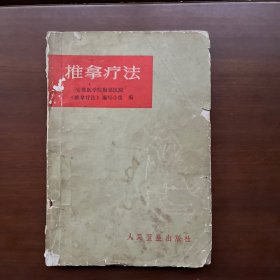 推拿疗法
安徽医学院附属医院
《推拿疗法》编写小组 编
人民卫生出版社